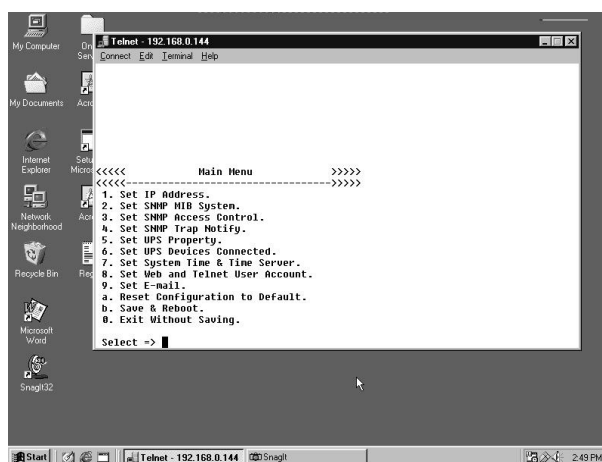 My Computer
My Documents
Internet
Explorer
Network
Neighborhood
Recycle Bin
Microsoft
Word
SnagIt32
Telnet - 192.168.0.144
Connect Edit Terminal Help
<<<<< Main Menu >>>>>
<<<<<---------------------------------->>>>>
1. Set IP Address.
2. Set SNMP MIB System.
3. Set SNMP Access Control.
4. Set SNMP Trap Notify.
5. Set UPS Property.
6. Set UPS Devices Connected.
7. Set System Time & Time Server.
8. Set Web and Telnet User Account.
9. Set E-mail.
a. Reset Configuration to Default.
b. Save & Reboot.
0. Exit Without Saving.
Select =>
Start
Telnet - 192.168.0.144
SnagIt
2:49 PM